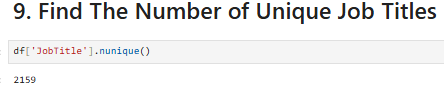 9. Find The Number of Unique Job Titles
df['JobTitle'].nunique()
2159